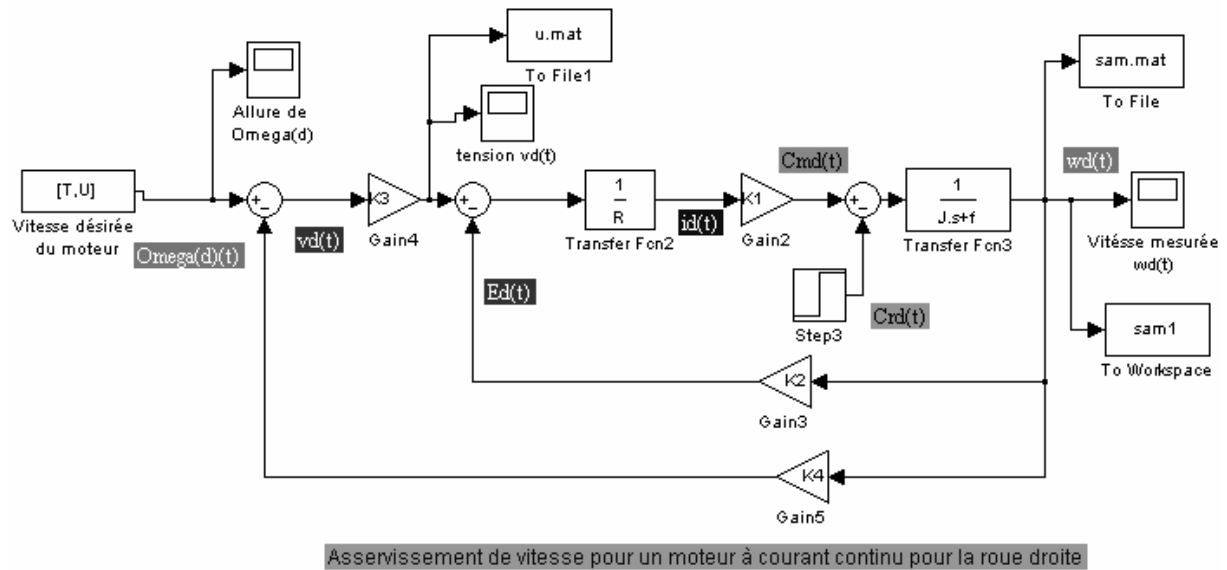 u.mat
To File1
sam.mat
To File
Allure de
Omega(d)
tension vd(t)
[T,U]
Vitesse désirée
du moteur
Omega(d)(t)
+
-
vd(t)
K3
Gain4
+
-
Ed(t)
1
R
Transfer Fcn2
id(t)
K1
Gain2
Cmd(t)
+
-
1
J.s+f
Transfer Fcn3
wd(t)
Vitésse mesurée
wd(t)
Step3
Crd(t)
sam1
To Workspace
K2
Gain3
K4
Gain5
Asservissement de vitesse pour un moteur à courant continu pour la roue droite